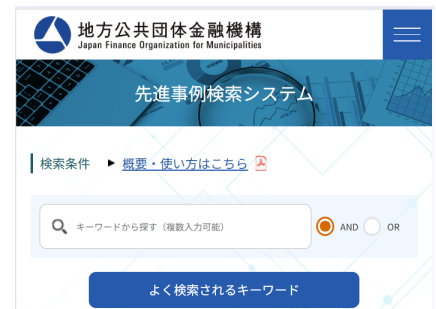 地方公共団体金融機構
Japan Finance Organization for Municipalities
先進事例検索システム
検索条件 ▶ 概要・使い方はこちら
キーワードから探す（複数入力可能） AND OR
よく検索されるキーワード